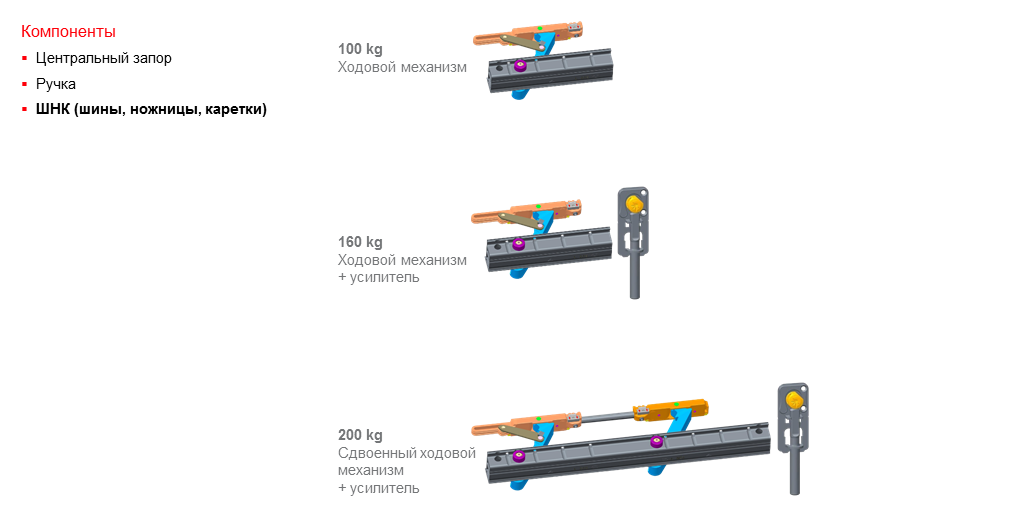 Компоненты
Центральный запор
Ручка
ШНК (шины, ножницы, каретки)
100 kg
Ходовой механизм
160 kg
Ходовой механизм
+ усилитель
200 kg
Сдвоенный ходовой
механизм
+ усилитель